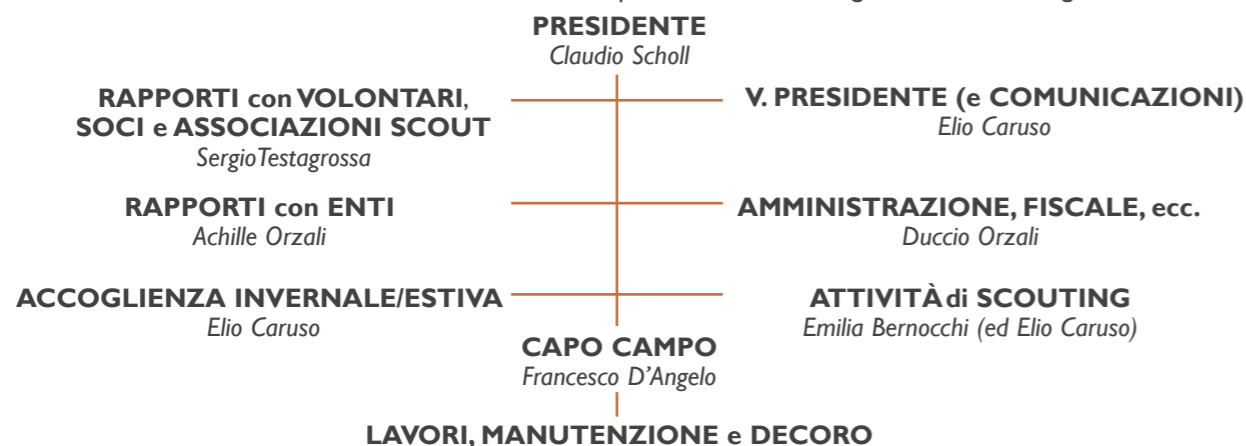 PRESIDENTE
Claudio Scholl
RAPPORTI con VOLONTARI,
SOCI e ASSOCIAZIONI SCOUT
SergioTestagrossa
V. PRESIDENTE (e COMUNICAZIONI)
Elio Caruso
RAPPORTI con ENTI
Achille Orzali
AMMINISTRAZIONE, FISCALE, ecc.
Duccio Orzali
ACCOGLIENZA INVERNALE/ESTIVA
Elio Caruso
ATTIVITÀ di SCOUTING
Emilia Bernocchi (ed Elio Caruso)
CAPO CAMPO
Francesco D'Angelo
LAVORI, MANUTENZIONE e DECORO